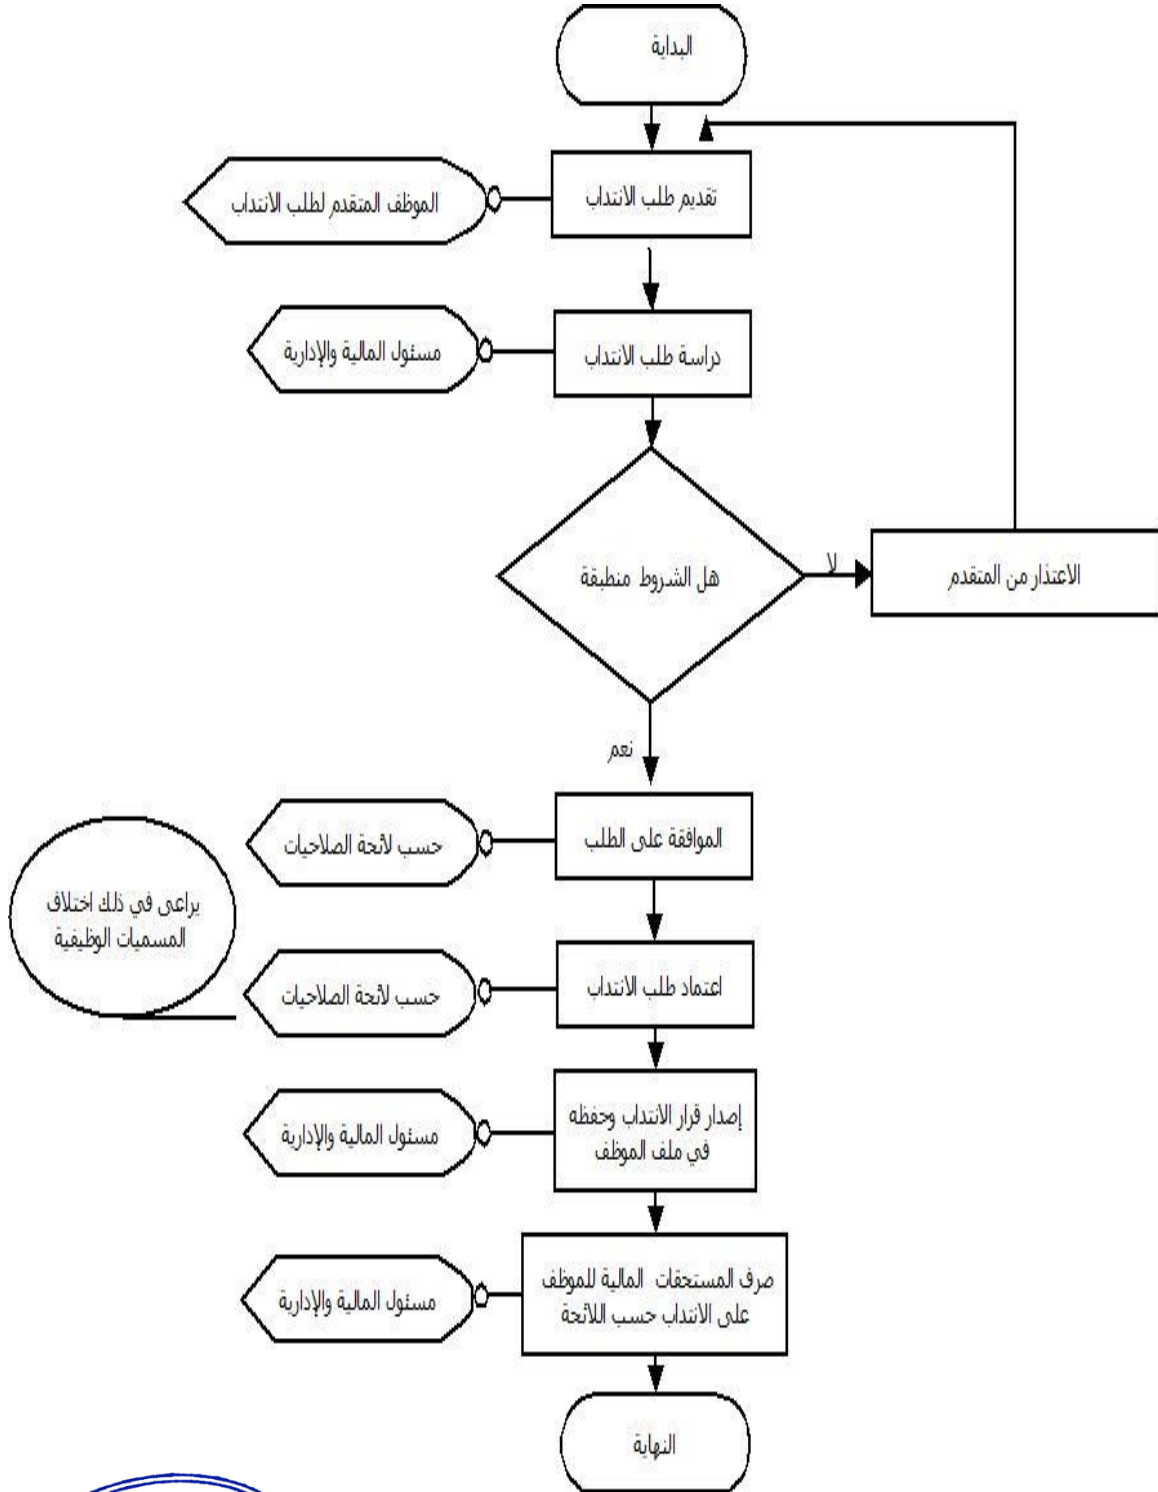 البداية
تقديم طلب الانتداب
الموظف المتقدم لطلب الانتداب
دراسة طلب الانتداب
مسئول المالية والإدارية
هل الشروط منطبقة
لا
الاعتذار من المتقدم
نعم
الموافقة على الطلب
حسب لائحة الصلاحيات
يراعى في ذلك اختلاف
المسميات الوظيفية
اعتماد طلب الانتداب
حسب لائحة الصلاحيات
إصدار قرار الانتداب وحفظه
في ملف الموظف
مسئول المالية والإدارية
صرف المستحقات المالية للموظف
على الانتداب حسب اللائحة
مسئول المالية والإدارية
النهاية